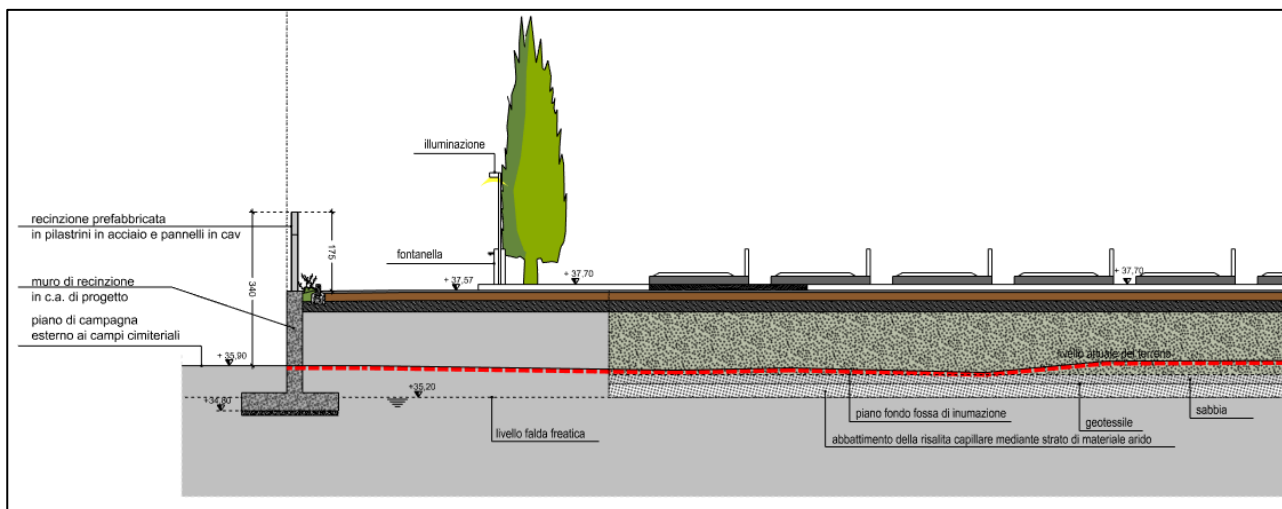 illuminazione
recinzione prefabbricata
in pilastrini in acciaio e pannelli in cav
175
340
fontanella
+ 37,57
+ 37,70
+ 37,70
muro di recinzione
in c.a. di progetto
piano di campagna
esterno ai campi cimiteriali
+ 35,90
livello attuale del terreno
+35,20
+34,80
piano fondo fossa di inumazione
sabbia
geotessile
livello falda freatica
abbattimento della risalita capillare mediante strato di materiale arido